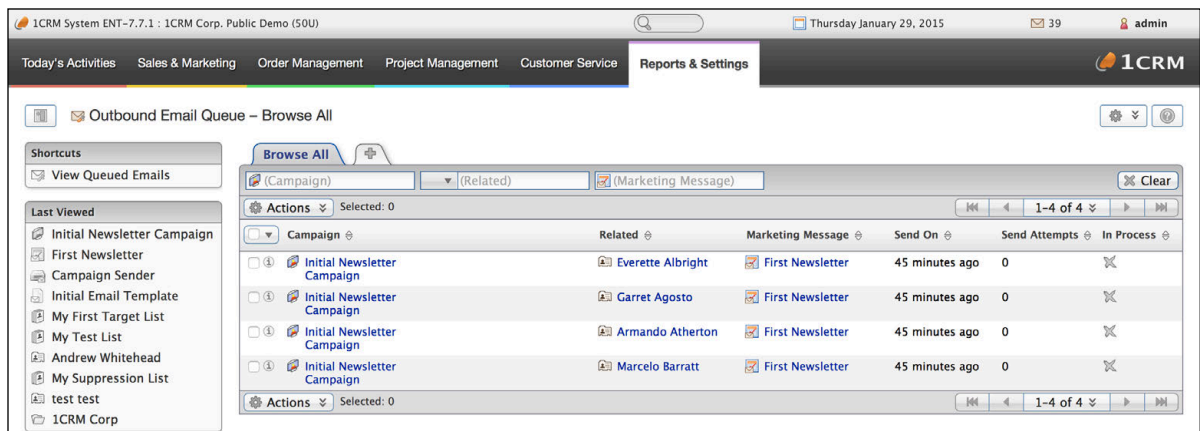 1CRM System ENT-7.7.1 : 1CRM Corp. Public Demo (50U) Thursday January 29, 2015 39 admin
Today's Activities Sales & Marketing Order Management Project Management Customer Service Reports & Settings 1CRM
Outbound Email Queue – Browse All
Shortcuts
View Queued Emails
Last Viewed
Initial Newsletter Campaign
First Newsletter
Campaign Sender
Initial Email Template
My First Target List
My Test List
Andrew Whitehead
My Suppression List
test test
1CRM Corp
Browse All
(Campaign) (Related) (Marketing Message) Clear
Actions Selected: 0 1-4 of 4
Campaign Related Marketing Message Send On Send Attempts In Process
Initial Newsletter Everette Albright First Newsletter 45 minutes ago 0
Campaign
Initial Newsletter Garret Agosto First Newsletter 45 minutes ago 0
Campaign
Initial Newsletter Armando Atherton First Newsletter 45 minutes ago 0
Campaign
Initial Newsletter Marcelo Barratt First Newsletter 45 minutes ago 0
Campaign
Actions Selected: 0 1-4 of 4